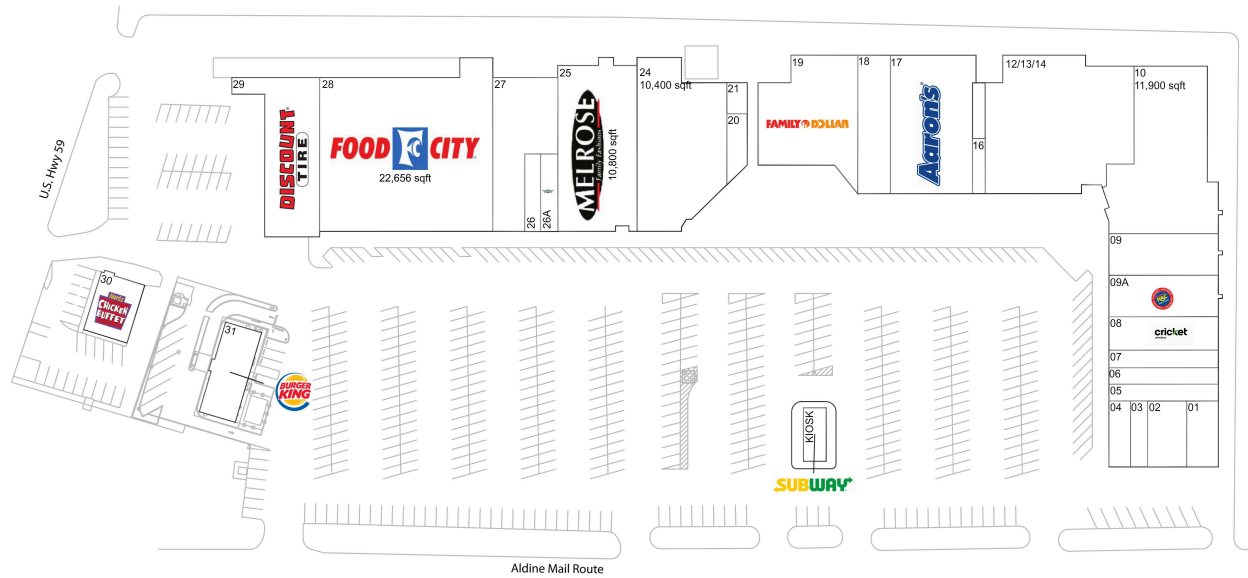 U.S. Hwy 59
29
28
27
25
24
10,400 sqft
21
20
19
18
17
16
12/13/14
10
11,900 sqft
DISCOUNT
TIRE
FOOD FC CITY
22,656 sqft
26
26A
MELROSE
Family Fashions
10,800 sqft
FAMILY DOLLAR
Aaron's
09
09A
08
cricket
wireless
07
06
05
04
03
02
01
30
CHICKEN
BUFFET
31
BURGER
KING
KIOSK
SUBWAY
Aldine Mail Route